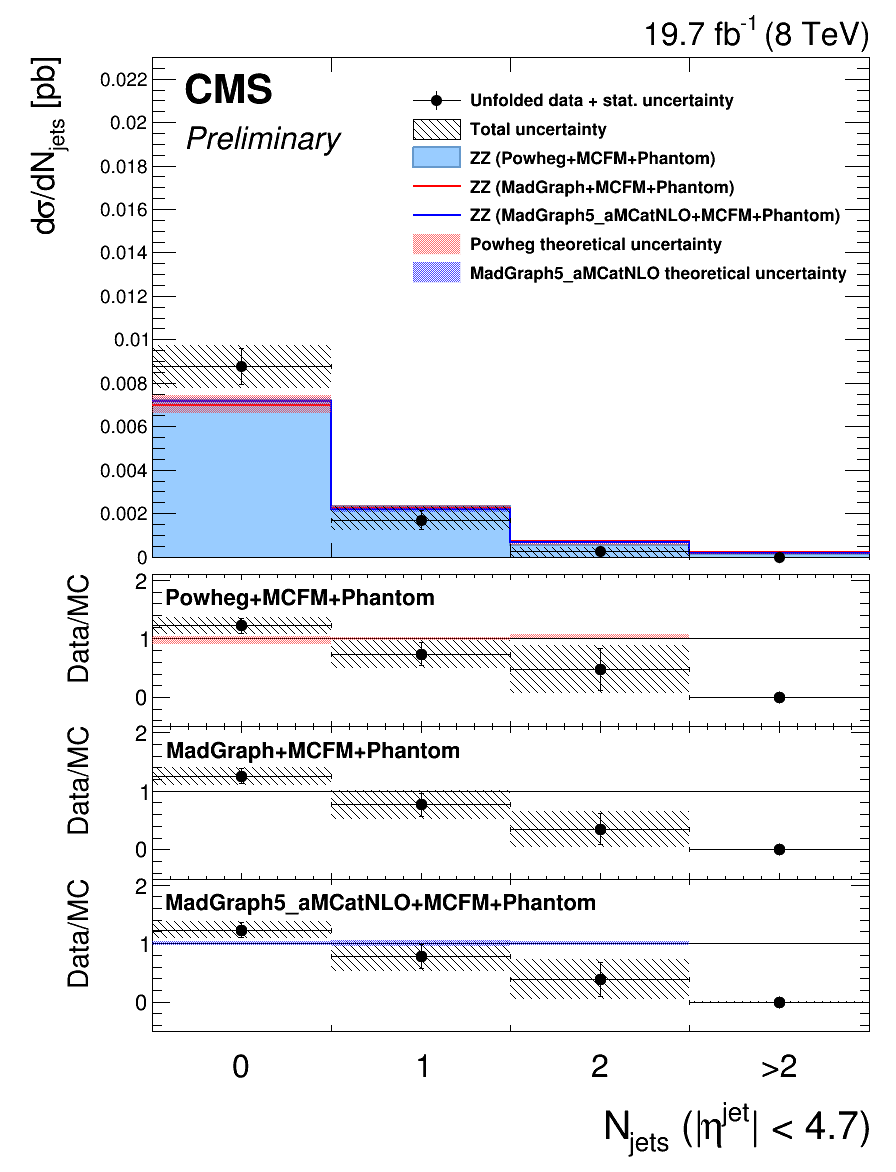 19.7 fb⁻¹ (8 TeV)
dσ/dN_jets [pb]
CMS
Preliminary
Unfolded data + stat. uncertainty
Total uncertainty
ZZ (Powheg+MCFM+Phantom)
ZZ (MadGraph+MCFM+Phantom)
ZZ (MadGraph5_aMCatNLO+MCFM+Phantom)
Powheg theoretical uncertainty
MadGraph5_aMCatNLO theoretical uncertainty
0.022
0.02
0.018
0.016
0.014
0.012
0.01
0.008
0.006
0.004
0.002
0
Data/MC
Powheg+MCFM+Phantom
2
1
0
Data/MC
MadGraph+MCFM+Phantom
2
1
0
Data/MC
MadGraph5_aMCatNLO+MCFM+Phantom
2
1
0
0 1 2 >2
N_jets (|η^jet| < 4.7)